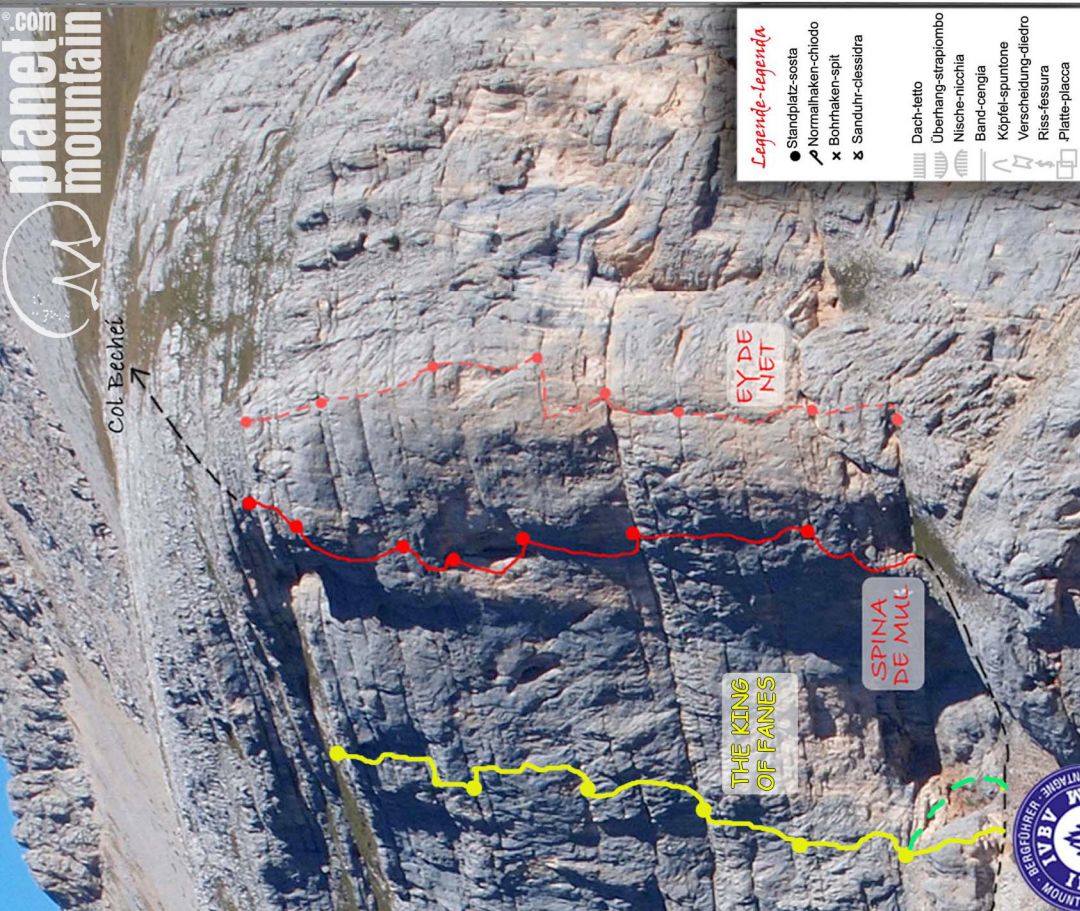 planet.com®
mountain
Col Bechei
THE KING
OF FANES
SPINA
DE MUL
EY DE
NET
Legende-legenda
Standplatz-sosta
Normalhaken-chiodo
Bohrhaken-spit
Sanduhr-clessidra
Dach-tetto
Überhang-strapiombo
Nische-nicchia
Band-cengia
Köpfel-spuntone
Verscheidung-diedro
Riss-fessura
Platte-placca
BERGFÜHRER
IVBV